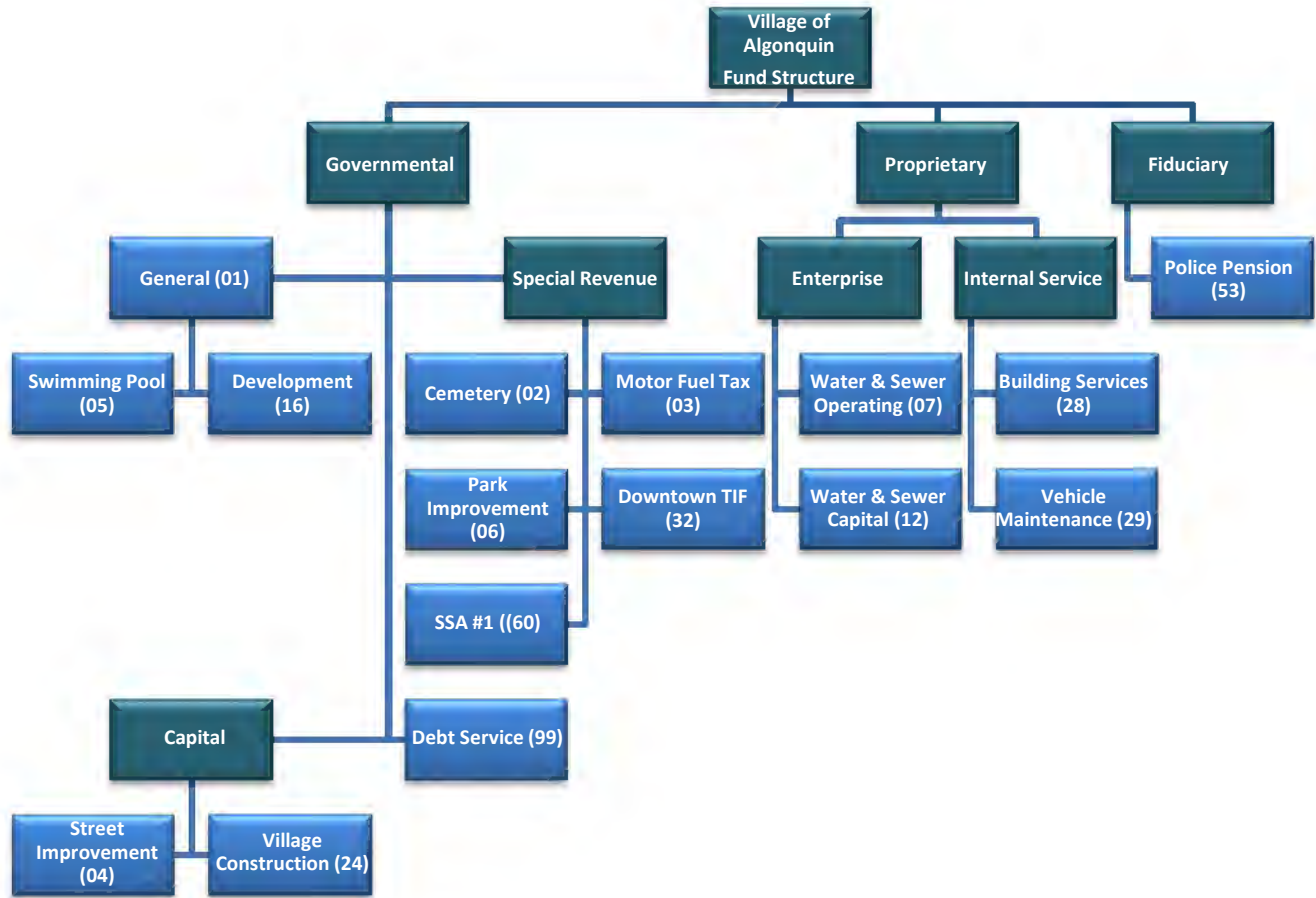 Village of
Algonquin
Fund Structure
Governmental
Proprietary
Fiduciary
General (01)
Special Revenue
Enterprise
Internal Service
Police Pension
(53)
Swimming Pool
(05)
Development
(16)
Cemetery (02)
Motor Fuel Tax
(03)
Water & Sewer
Operating (07)
Building Services
(28)
Park
Improvement
(06)
Downtown TIF
(32)
Water & Sewer
Capital (12)
Vehicle
Maintenance (29)
SSA #1 ((60)
Capital
Debt Service (99)
Street
Improvement
(04)
Village
Construction (24)